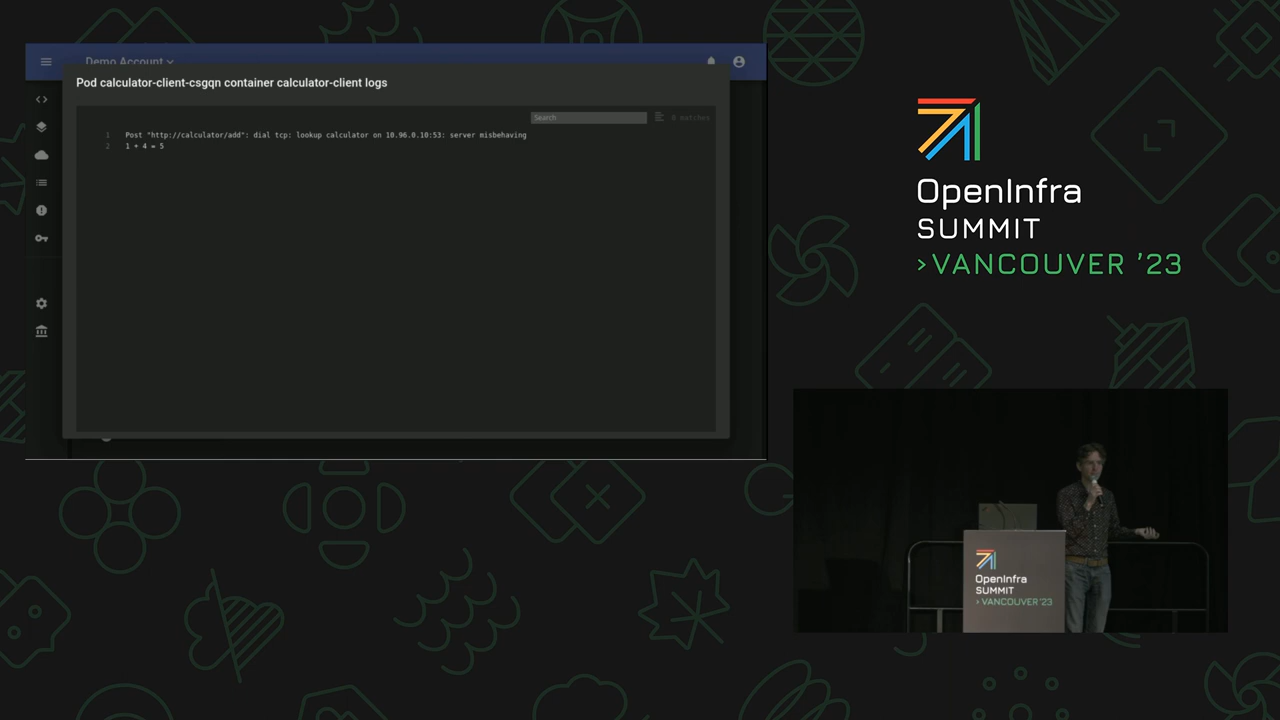 Demo Account
Pod calculator-client-csgqn container calculator-client logs
Search
0 matches
1 Post "http://calculator/add": dial tcp: lookup calculator on 10.96.0.10:53: server misbehaving
2 1 + 4 = 5
OpenInfra
SUMMIT
>VANCOUVER '23
OpenInfra
SUMMIT
>VANCOUVER '23